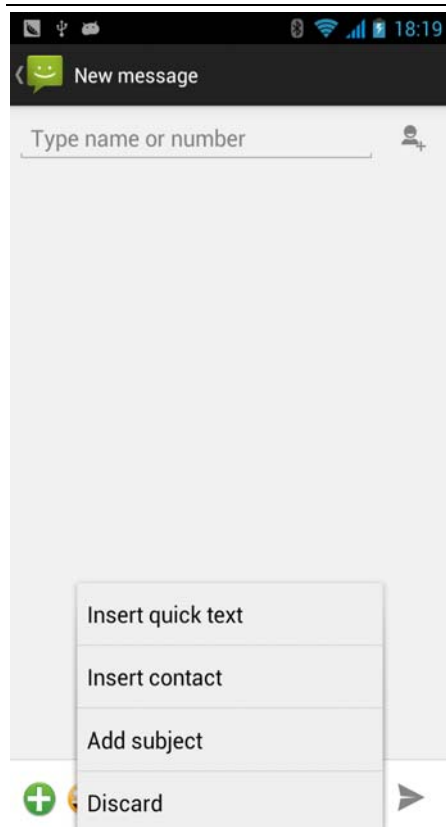 18:19
New message
Type name or number
Insert quick text
Insert contact
Add subject
Discard